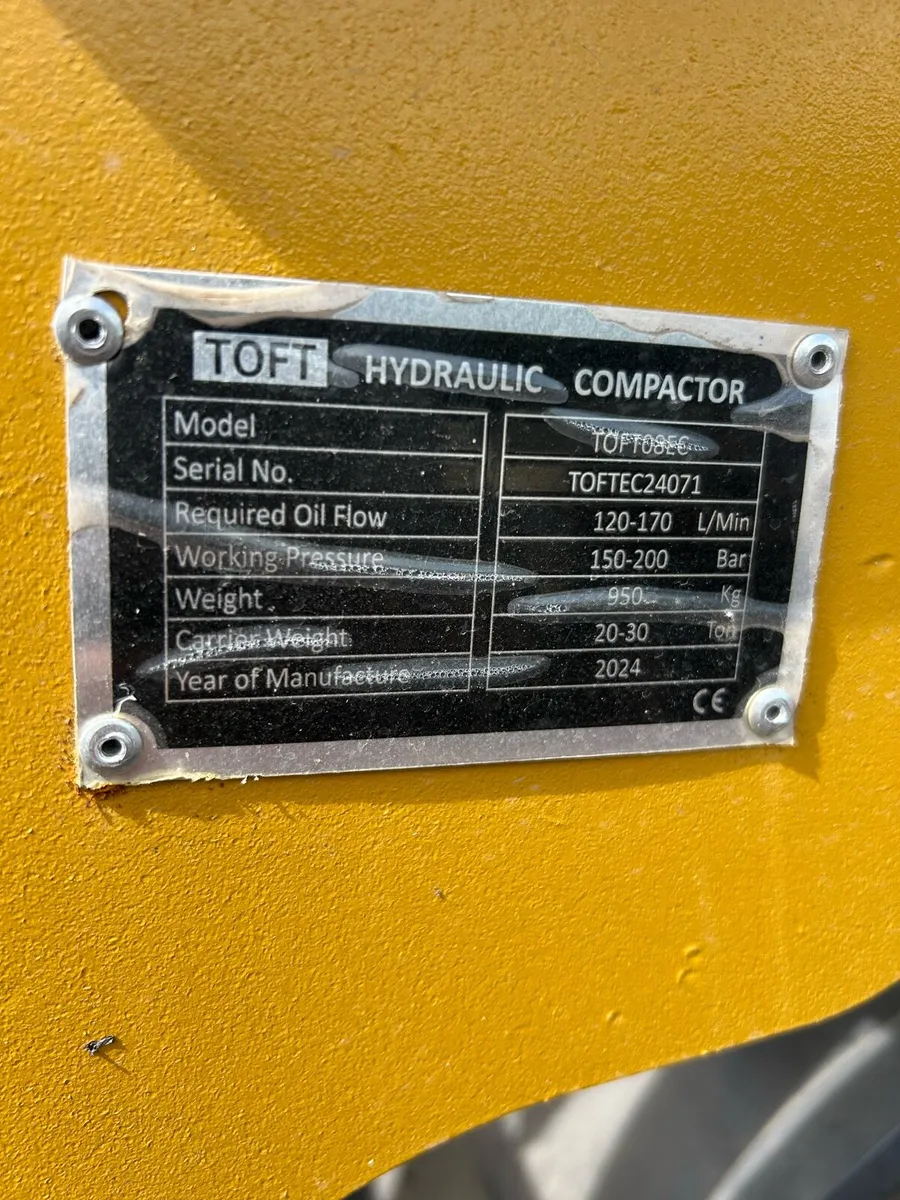 TOFT HYDRAULIC COMPACTOR
Model TOFT08EC
Serial No. TOFTEC24071
Required Oil Flow 120-170 L/Min
Working Pressure 150-200 Bar
Weight 950 Kg
Carrier Weight 20-30 Ton
Year of Manufacture 2024
CE